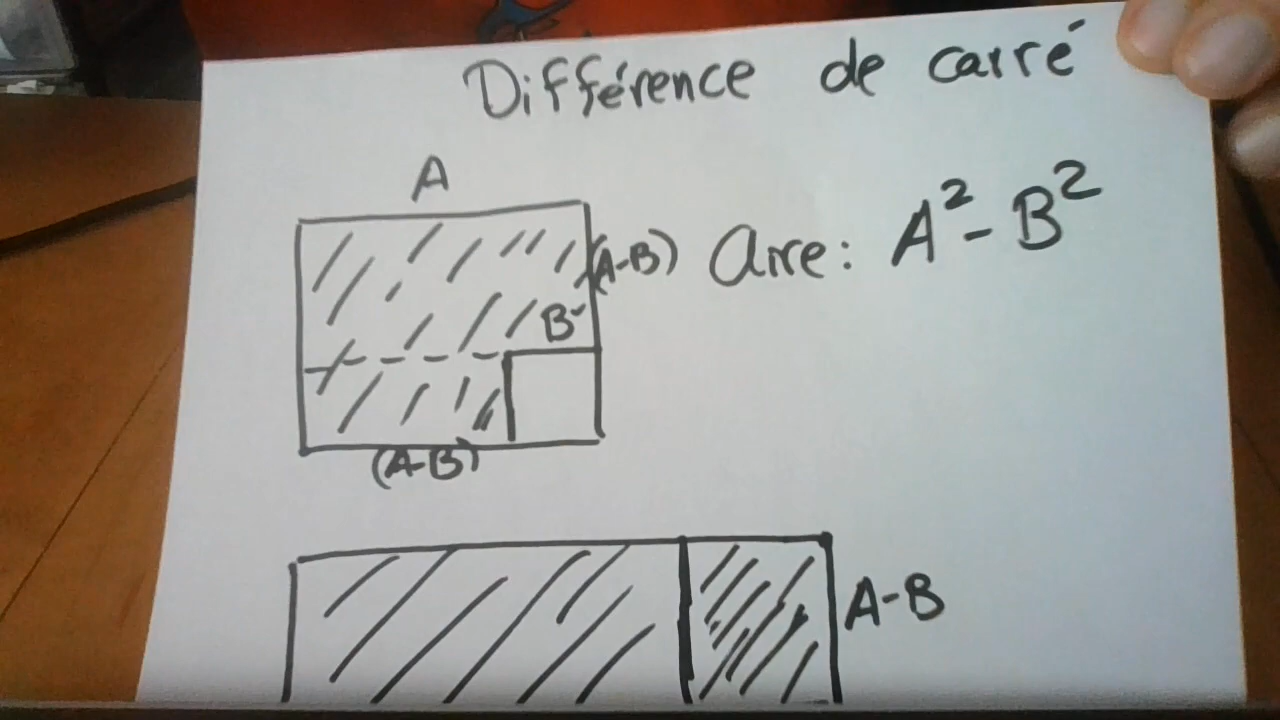 Différence de carré
A
(A-B) Aire: A² - B²
B
(A-B)
A-B